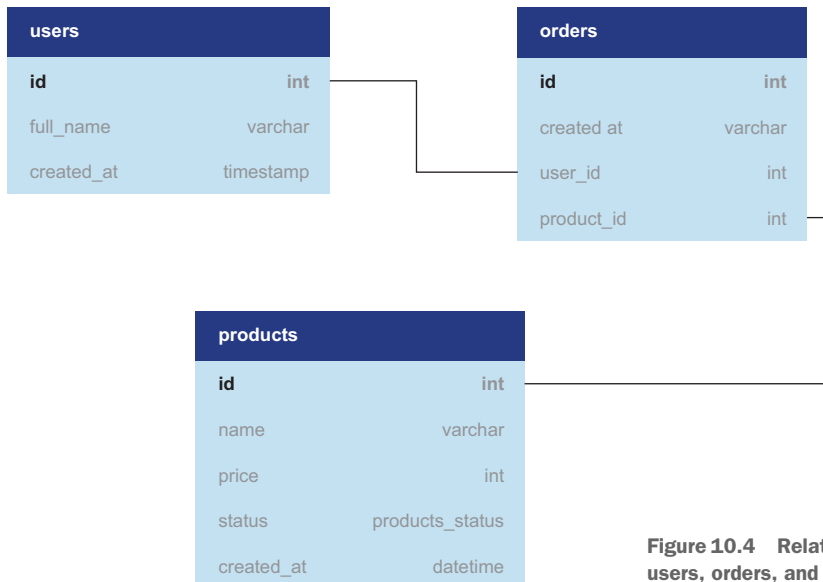 users
id int
full_name varchar
created_at timestamp
orders
id int
created at varchar
user_id int
product_id int
products
id int
name varchar
price int
status products_status
created_at datetime
Figure 10.4 Relat
users, orders, and